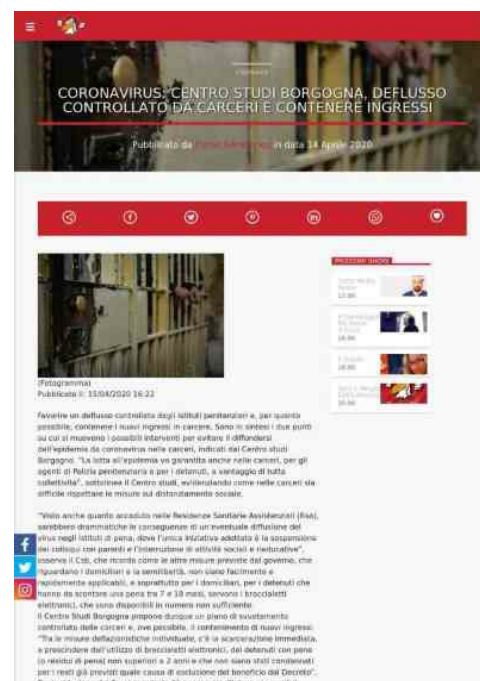 CORONAVIRUS: CENTRO STUDI BORGOGNA, DEFLUSSO
CONTROLLATO DA CARCERI E CONTENERE INGRESSI
Pubblicato da in data 14 Aprile 2020
PROSSIMI SHOWS
(Fotogramma)
Pubblicato il: 15/04/2020 16:22
Favorire un deflusso controllato dagli istituti penitenziari e, per quanto
possibile, contenere i nuovi ingressi in carcere. Sono in sintesi i due punti
su cui si muovono i possibili interventi per evitare il diffondersi
dell'epidemia da coronavirus nelle carceri, indicati dal Centro studi
Borgogna. "La lotta all'epidemia va garantita anche nelle carceri, per gli
agenti di Polizia penitenziaria e per i detenuti, a vantaggio di tutta
collettività", sottolinea il Centro studi, evidenziando come nelle carceri sia
difficile rispettare le misure sul distanziamento sociale.
"Visto anche quanto accaduto nelle Residenze Sanitarie Assistenziali (Rsa),
sarebbero drammatiche le conseguenze di un'eventuale diffusione del
virus negli istituti di pena, dove l'unica iniziativa adottata è la sospensione
dei colloqui con parenti e l'interruzione di attività sociali e rieducative",
osserva il Csb, che ricorda come le altre misure previste dal governo, che
riguardano i domiciliari e la semilibertà, non siano facilmente e
rapidamente applicabili, e soprattutto per i domiciliari, per i detenuti che
hanno da scontare una pena tra 7 e 18 mesi, servono i braccialetti
elettronici, che sono disponibili in numero non sufficiente.
Il Centro Studi Borgogna propone dunque un piano di svuotamento
controllato delle carceri e, ove possibile, il contenimento di nuovi ingressi.
"Tra le misure deflazionistiche individuate, c'è la scarcerazione immediata,
a prescindere dall'utilizzo di braccialetti elettronici, dei detenuti con pena
(o residuo di pena) non superiori a 2 anni e che non siano stati condannati
per i reati già previsti quale causa di esclusione del beneficio dal Decreto".